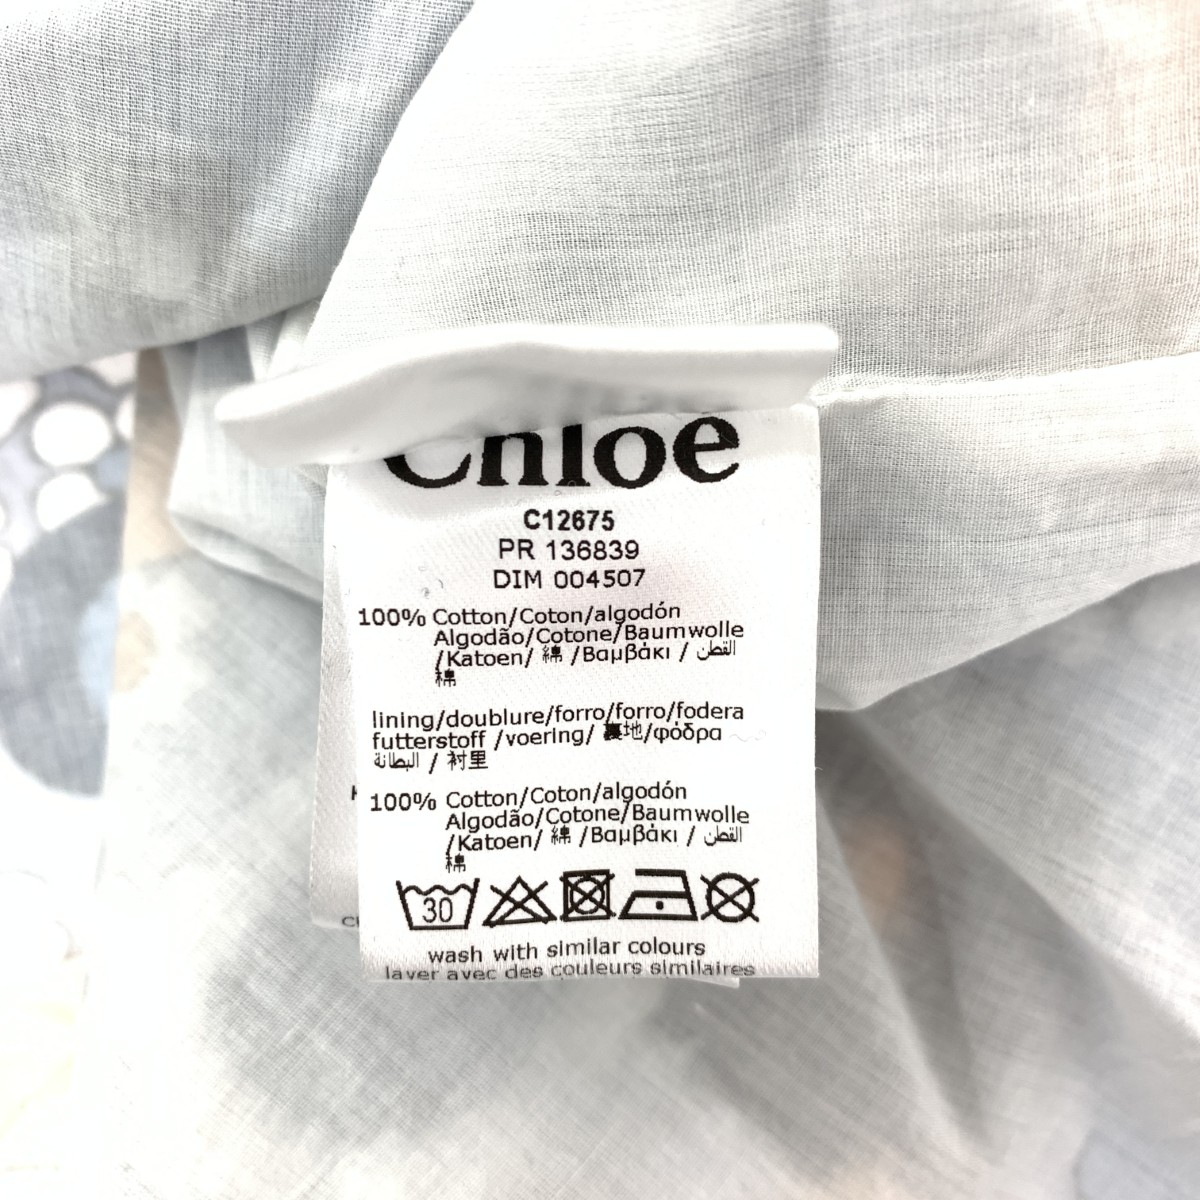 Chloé
C12675
PR 136839
DIM 004507
100% Cotton/Coton/algodón
Algodão/Cotone/Baumwolle
/Katoen/ 綿 /Βαμβάκι / القطن
棉
lining/doublure/forro/forro/fodera
futterstoff /voering/ 裏地/φόδρα
البطانة / 衬里
100% Cotton/Coton/algodón
Algodão/Cotone/Baumwolle
/Katoen/ 綿 /Βαμβάκι / القطن
棉
30
wash with similar colours
laver avec des couleurs similaires